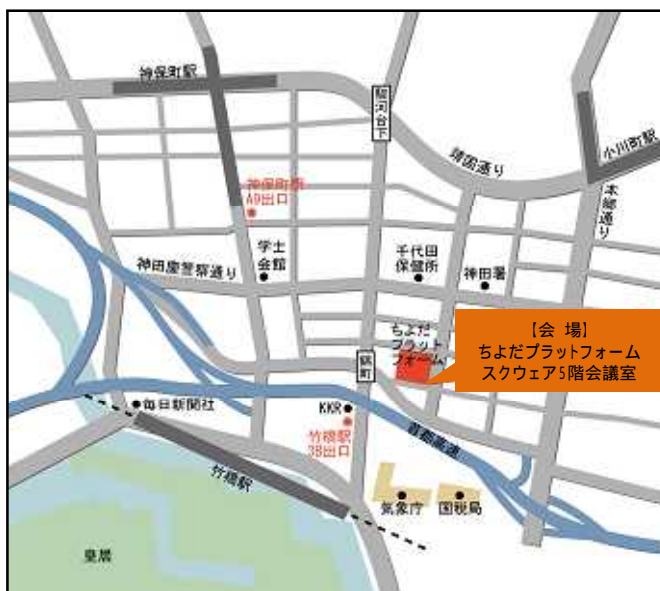 神保町駅
駿河台下
靖国通り
小川町駅
本郷通り
神保町駅
A9出口
学士
会館
千代田
保健所
神田署
神田屋警察通り
ちよだ
プラット
フォーム
【会 場】
ちよだプラットフォーム
スクウェア5階会議室
錦町
毎日新聞社
KKR
竹橋駅
3B出口
首都高速
竹橋駅
気象庁
国税局
皇居